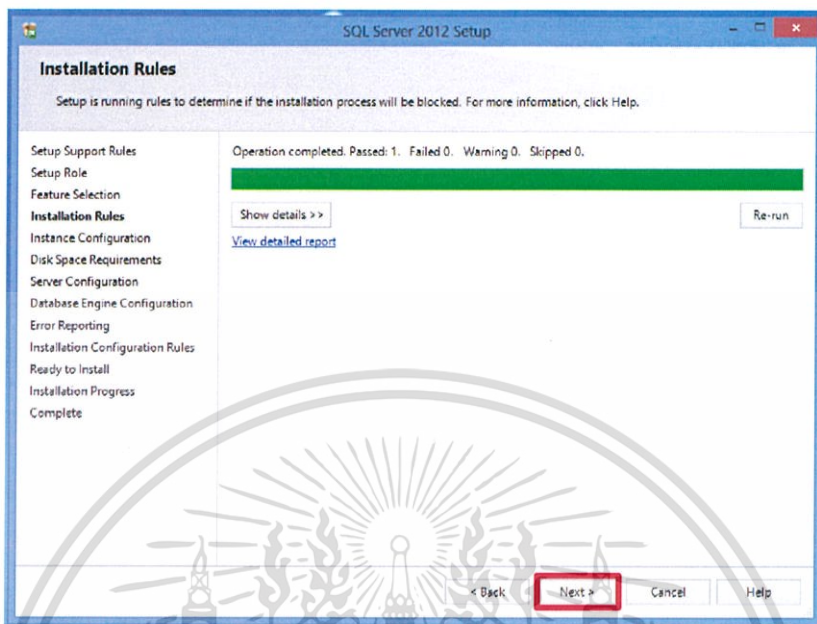 SQL Server 2012 Setup
Installation Rules
Setup is running rules to determine if the installation process will be blocked. For more information, click Help.
Setup Support Rules
Setup Role
Feature Selection
Installation Rules
Instance Configuration
Disk Space Requirements
Server Configuration
Database Engine Configuration
Error Reporting
Installation Configuration Rules
Ready to Install
Installation Progress
Complete
Operation completed. Passed: 1. Failed 0. Warning 0. Skipped 0.
Show details >>
Re-run
View detailed report
< Back
Next >
Cancel
Help